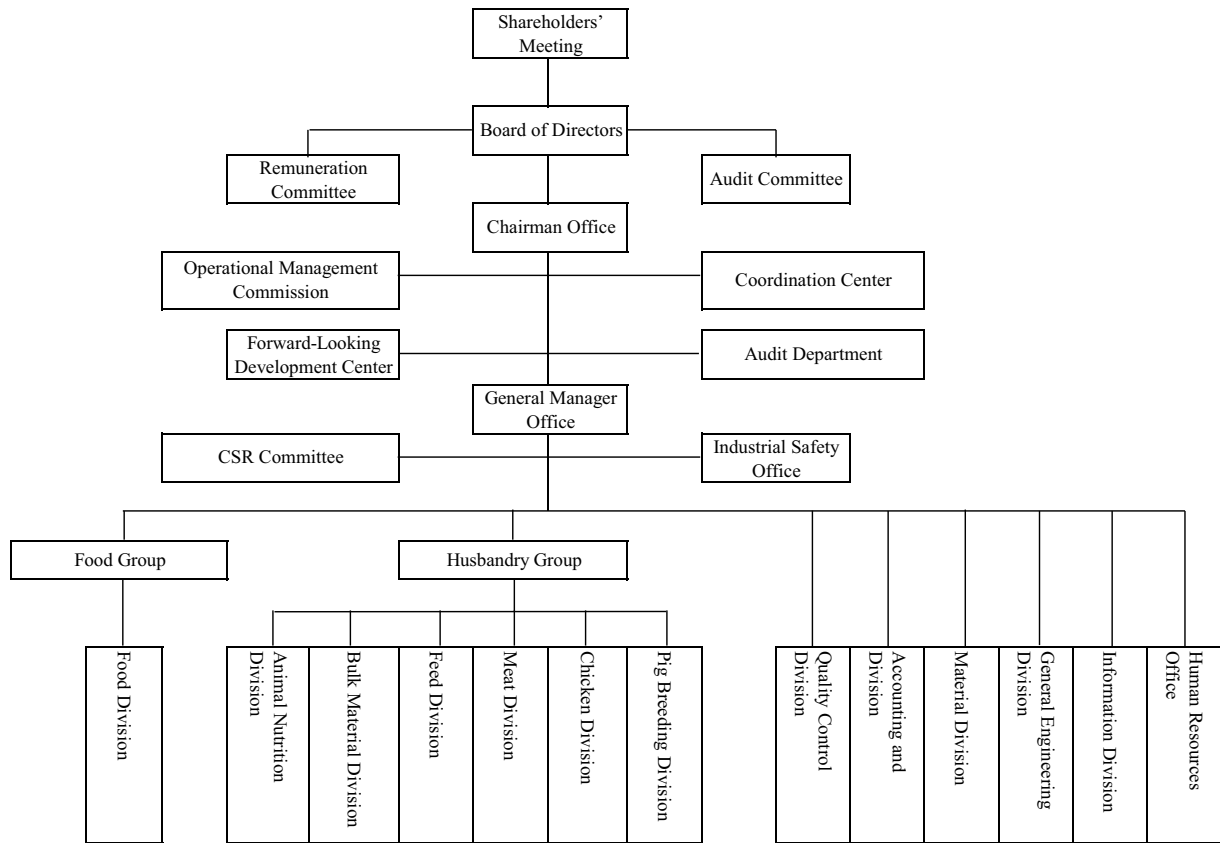 Shareholders’
Meeting
Board of Directors
Remuneration
Committee
Audit Committee
Chairman Office
Operational Management
Commission
Coordination Center
Forward-Looking
Development Center
Audit Department
General Manager
Office
CSR Committee
Industrial Safety
Office
Food Group
Husbandry Group
Food Division
Animal Nutrition
Division
Bulk Material Division
Feed Division
Meat Division
Chicken Division
Pig Breeding Division
Quality Control
Division
Accounting and
Division
Material Division
General Engineering
Division
Information Division
Human Resources
Office